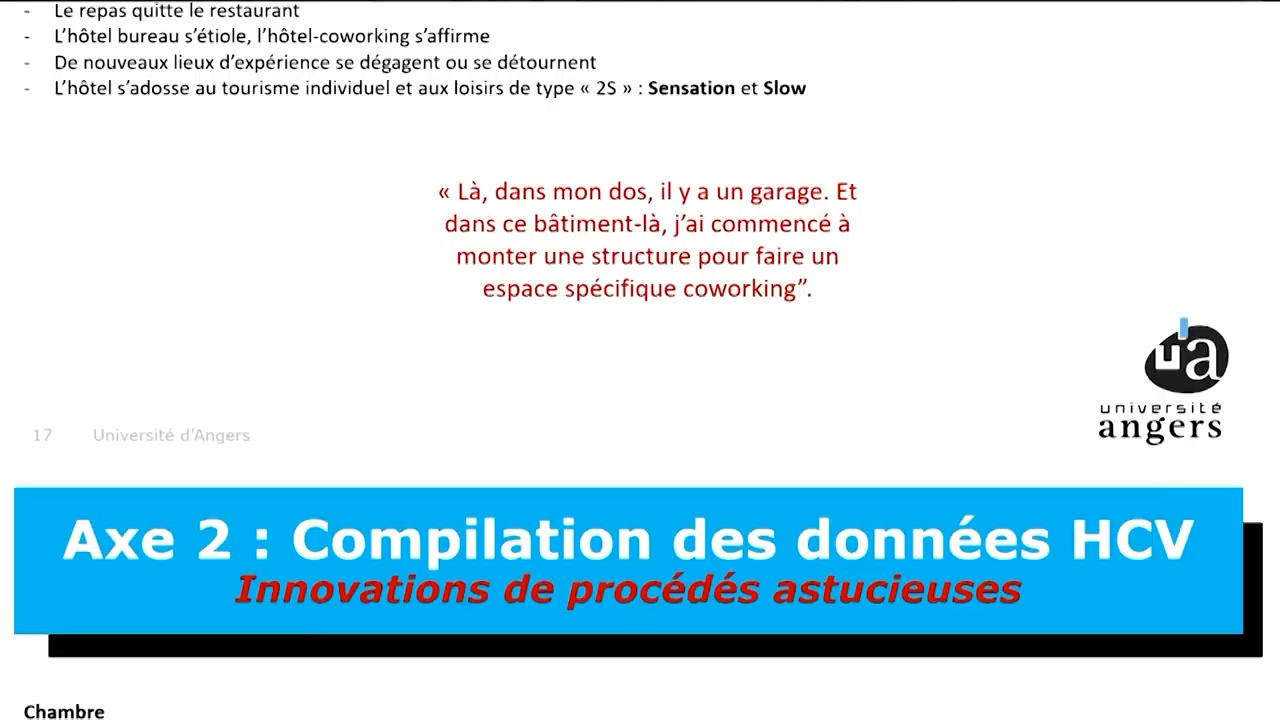 - Le repas quitte le restaurant
- L’hôtel bureau s’étiole, l’hôtel-coworking s’affirme
- De nouveaux lieux d’expérience se dégagent ou se détournent
- L’hôtel s’adosse au tourisme individuel et aux loisirs de type « 2S » : Sensation et Slow
« Là, dans mon dos, il y a un garage. Et
dans ce bâtiment-là, j’ai commencé à
monter une structure pour faire un
espace spécifique coworking”.
ua
université
angers
17 Université d’Angers
Axe 2 : Compilation des données HCV
Innovations de procédés astucieuses
Chambre